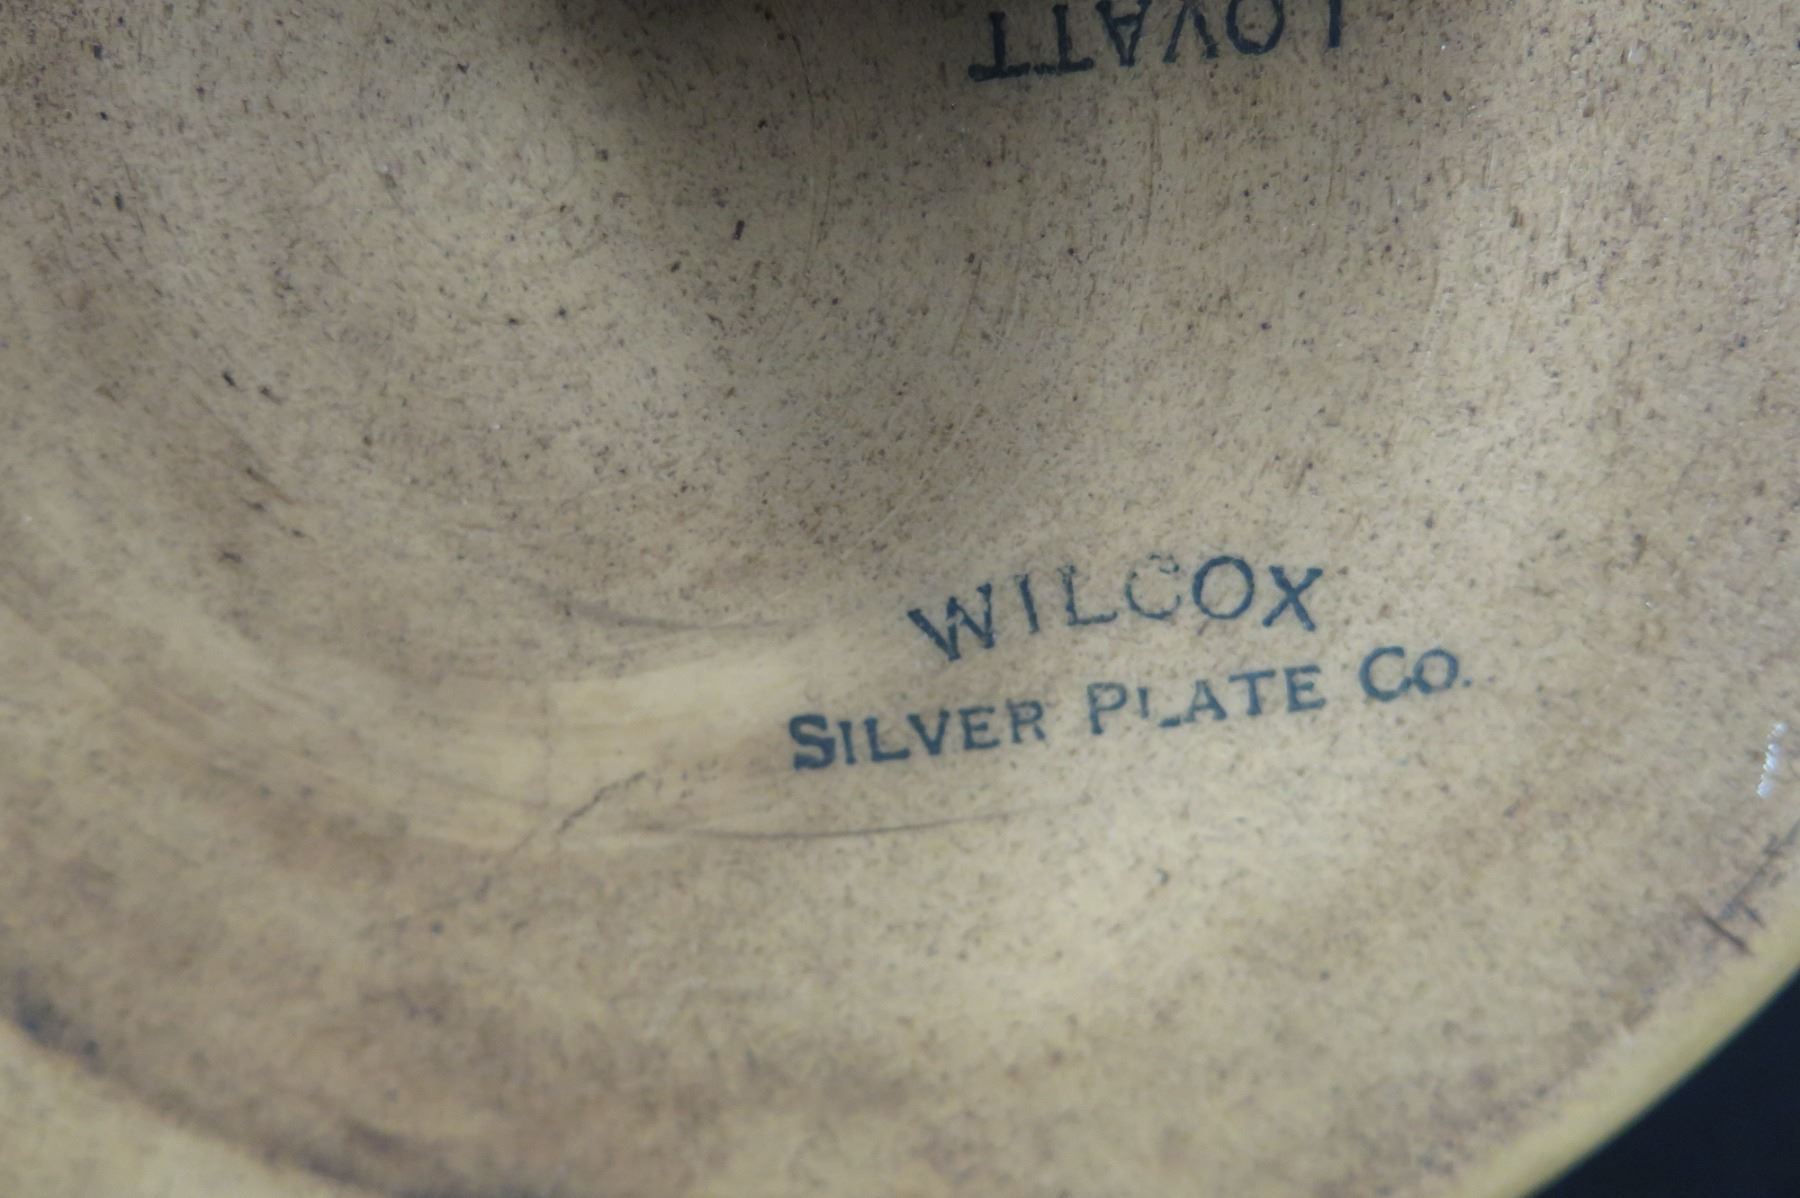 LOVATT
WILCOX
SILVER PLATE CO.